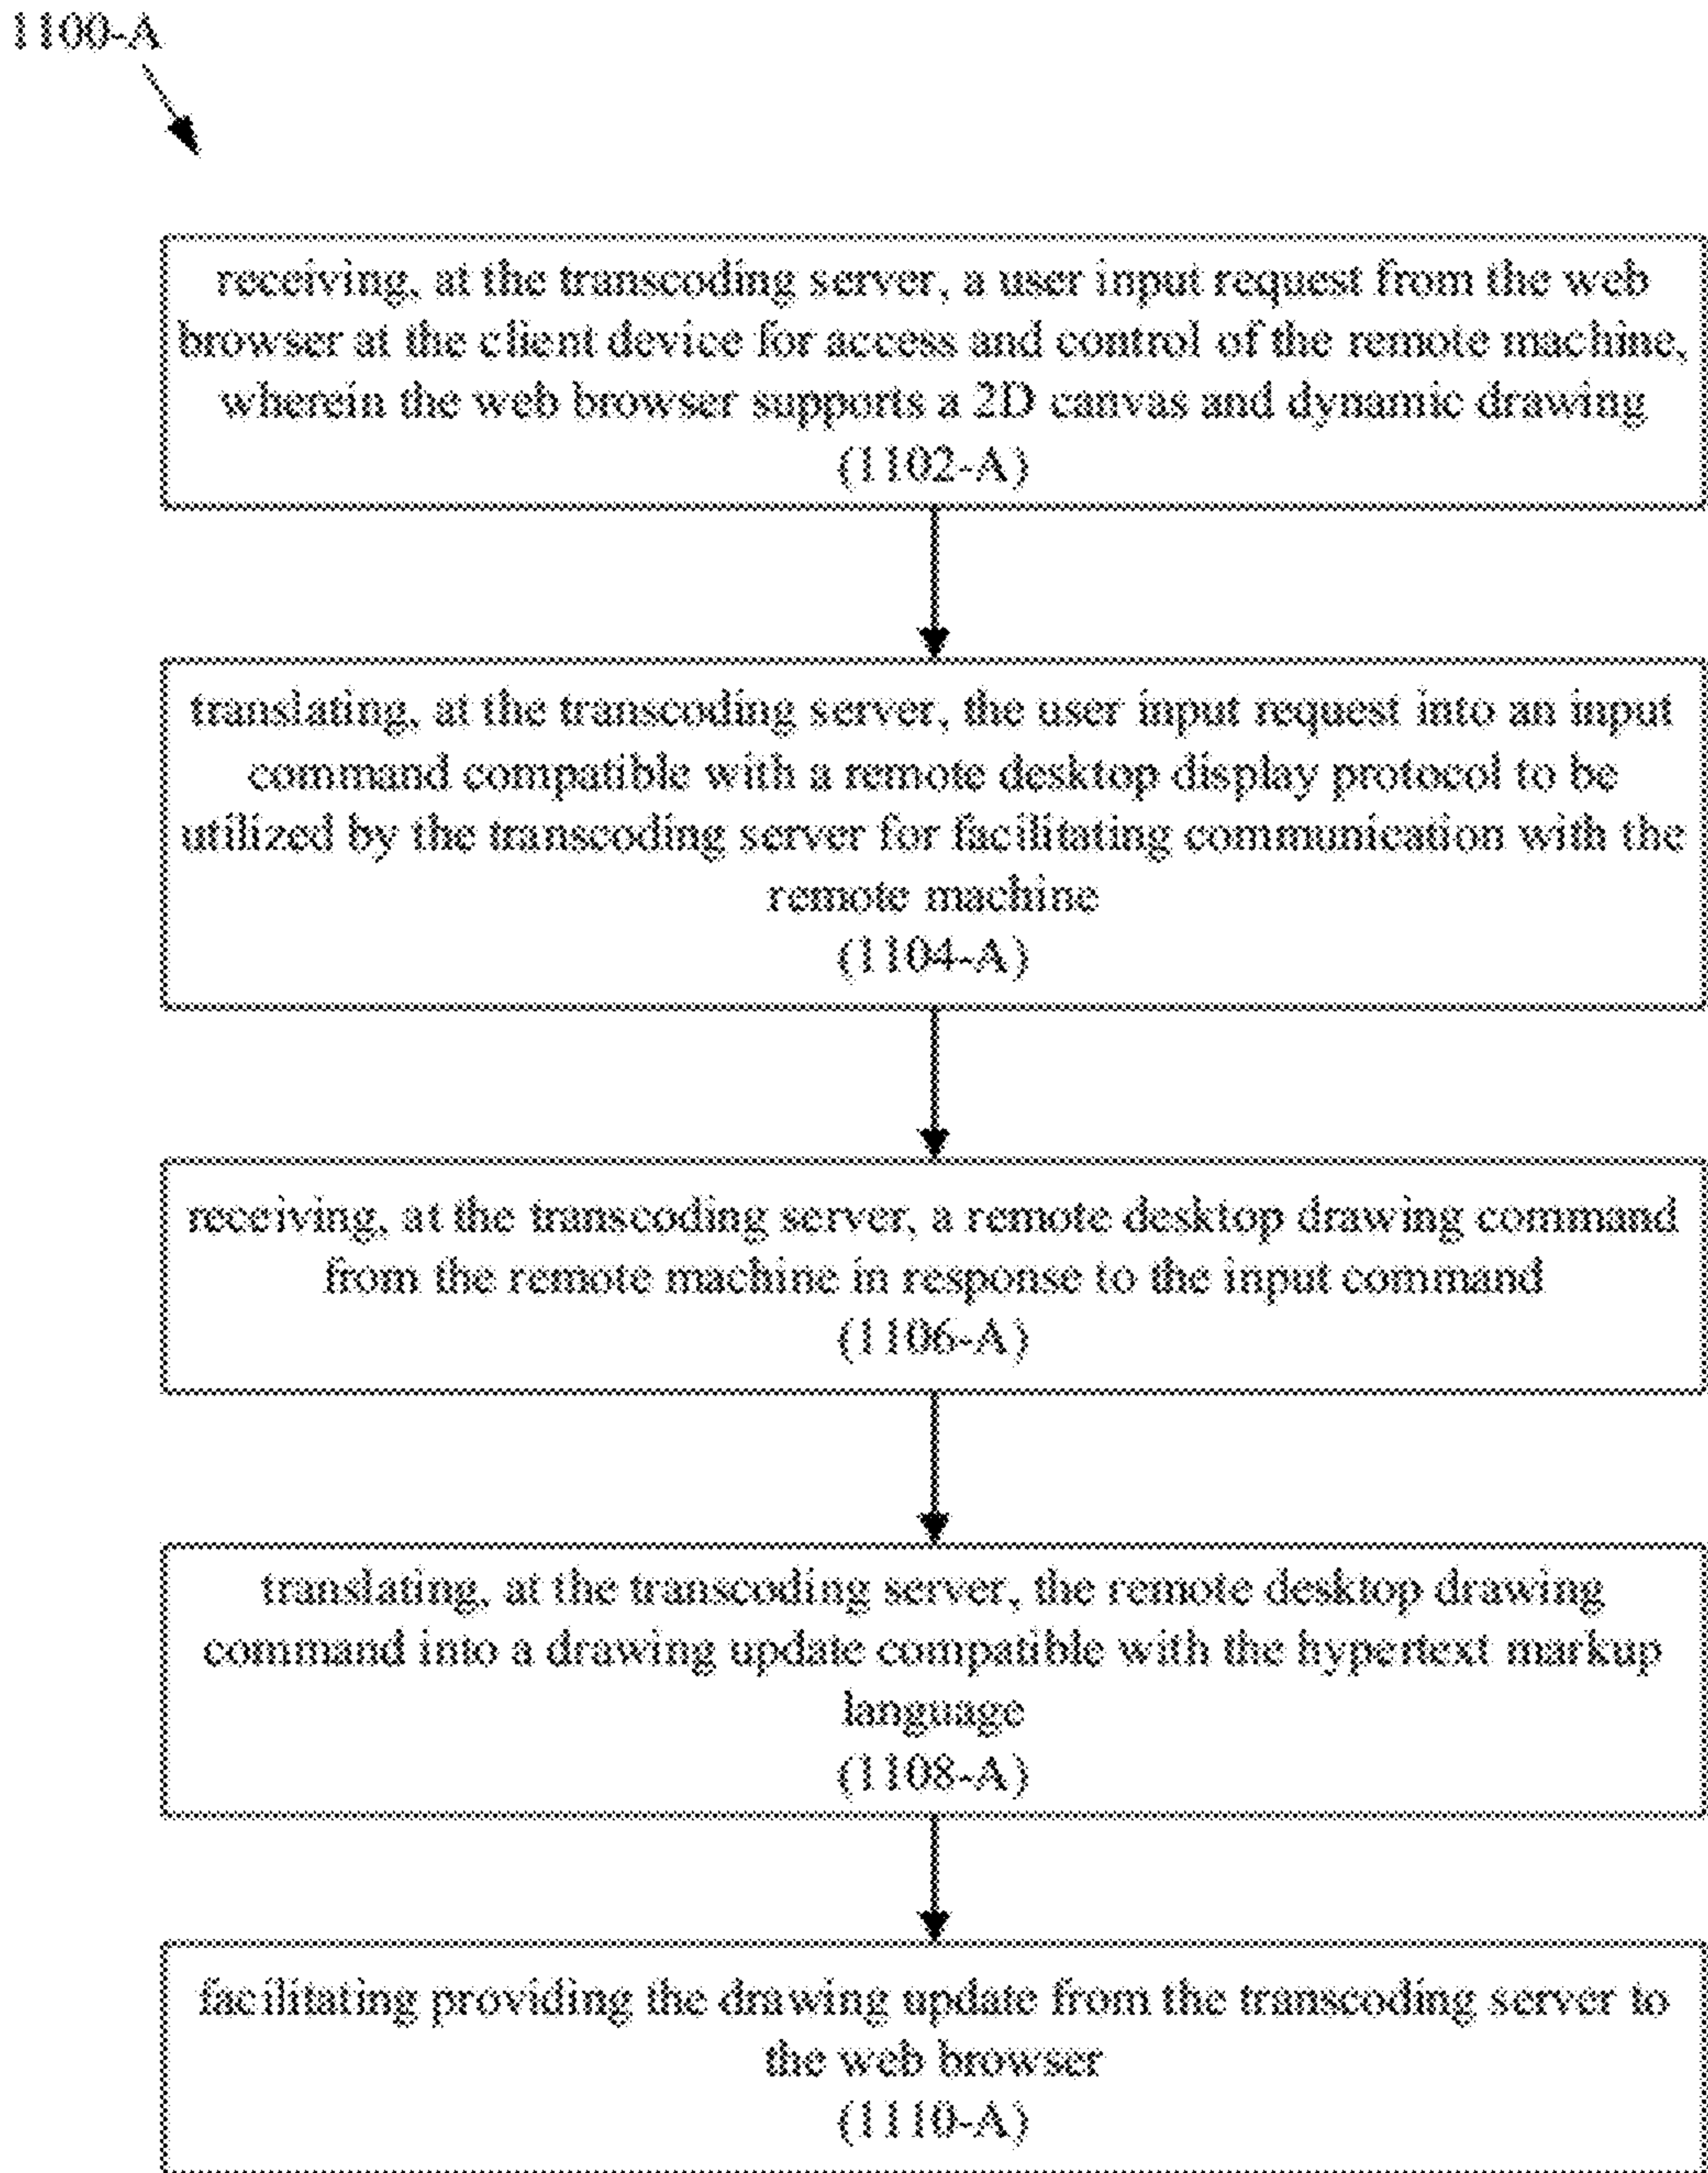 1100-A
receiving, at the transcoding server, a user input request from the web
browser at the client device for access and control of the remote machine,
wherein the web browser supports a 2D canvas and dynamic drawing
(1102-A)
translating, at the transcoding server, the user input request into an input
command compatible with a remote desktop display protocol to be
utilized by the transcoding server for facilitating communication with the
remote machine
(1104-A)
receiving, at the transcoding server, a remote desktop drawing command
from the remote machine in response to the input command
(1106-A)
translating, at the transcoding server, the remote desktop drawing
command into a drawing update compatible with the hypertext markup
language
(1108-A)
facilitating providing the drawing update from the transcoding server to
the web browser
(1110-A)